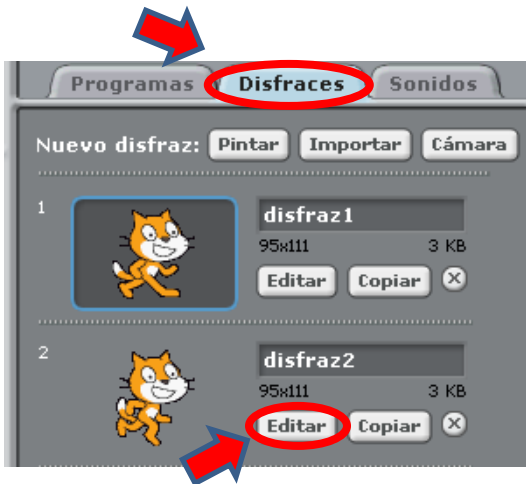 Programas Disfraces Sonidos
Nuevo disfraz: Pintar Importar Cámara
1
disfraz1
95x111 3 KB
Editar Copiar
2
disfraz2
95x111 3 KB
Editar Copiar